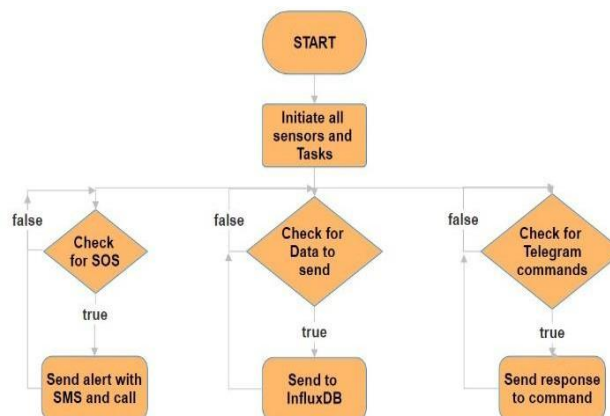 START
Initiate all
sensors and
Tasks
false
false
false
Check
for SOS
Check for
Data to
send
Check for
Telegram
commands
true
true
true
Send alert with
SMS and call
Send to
InfluxDB
Send response
to command